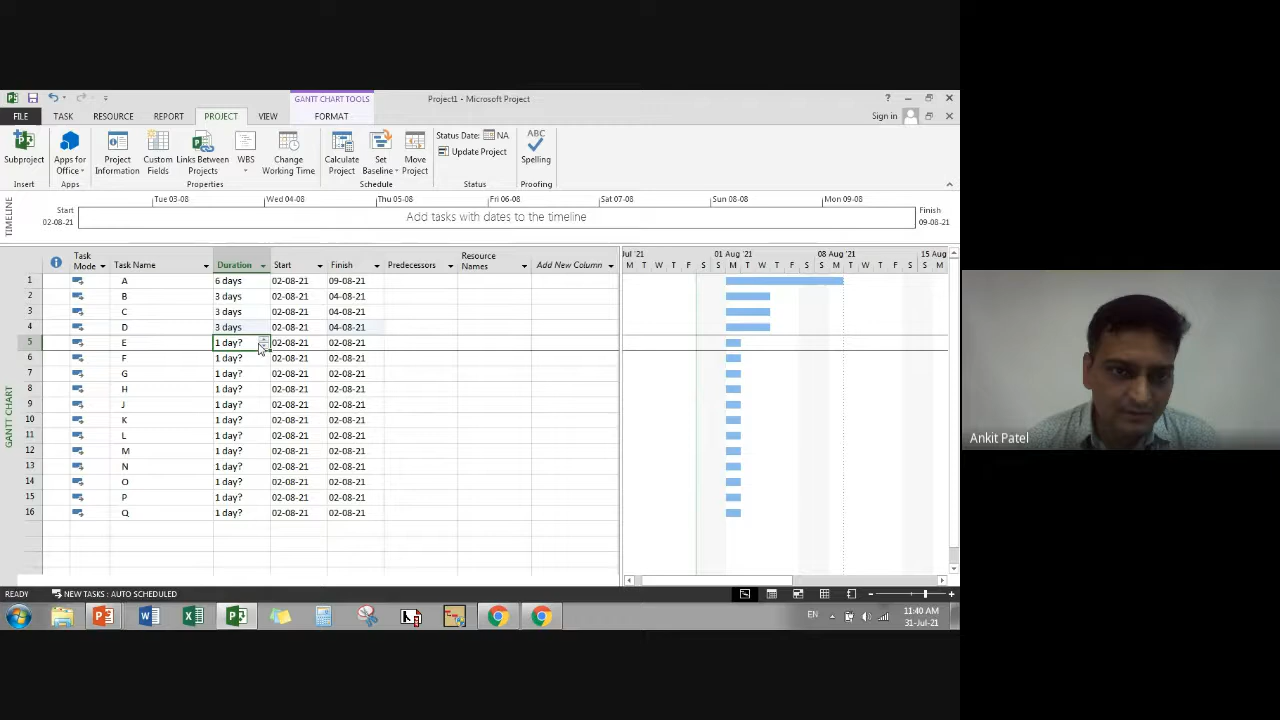 GANTT CHART TOOLS
Project1 - Microsoft Project
?
FILE TASK RESOURCE REPORT PROJECT VIEW FORMAT Sign in
Subproject
Apps for Office
Project Information
Custom Fields
Links Between Projects
WBS
Change Working Time
Calculate Project
Set Baseline
Move Project
Status Date: NA
Update Project
ABC
Spelling
Insert Apps Properties Schedule Status Proofing
TIMELINE
Tue 03-08 Wed 04-08 Thu 05-08 Fri 06-08 Sat 07-08 Sun 08-08 Mon 09-08
Start
02-08-21
Add tasks with dates to the timeline
Finish
09-08-21
Task Mode Task Name Duration Start Finish Predecessors Resource Names Add New Column
Jul '21 01 Aug '21 08 Aug '21 15 Aug
M T W T F S S M T W T F S S M T W T F S S M
1 A 6 days 02-08-21 09-08-21
2 B 3 days 02-08-21 04-08-21
3 C 3 days 02-08-21 04-08-21
4 D 3 days 02-08-21 04-08-21
5 E 1 day? 02-08-21 02-08-21
6 F 1 day? 02-08-21 02-08-21
7 G 1 day? 02-08-21 02-08-21
8 H 1 day? 02-08-21 02-08-21
9 J 1 day? 02-08-21 02-08-21
10 K 1 day? 02-08-21 02-08-21
11 L 1 day? 02-08-21 02-08-21
12 M 1 day? 02-08-21 02-08-21
13 N 1 day? 02-08-21 02-08-21
14 O 1 day? 02-08-21 02-08-21
15 P 1 day? 02-08-21 02-08-21
16 Q 1 day? 02-08-21 02-08-21
GANTT CHART
Ankit Patel
READY NEW TASKS : AUTO SCHEDULED
EN
11:40 AM
31-Jul-21